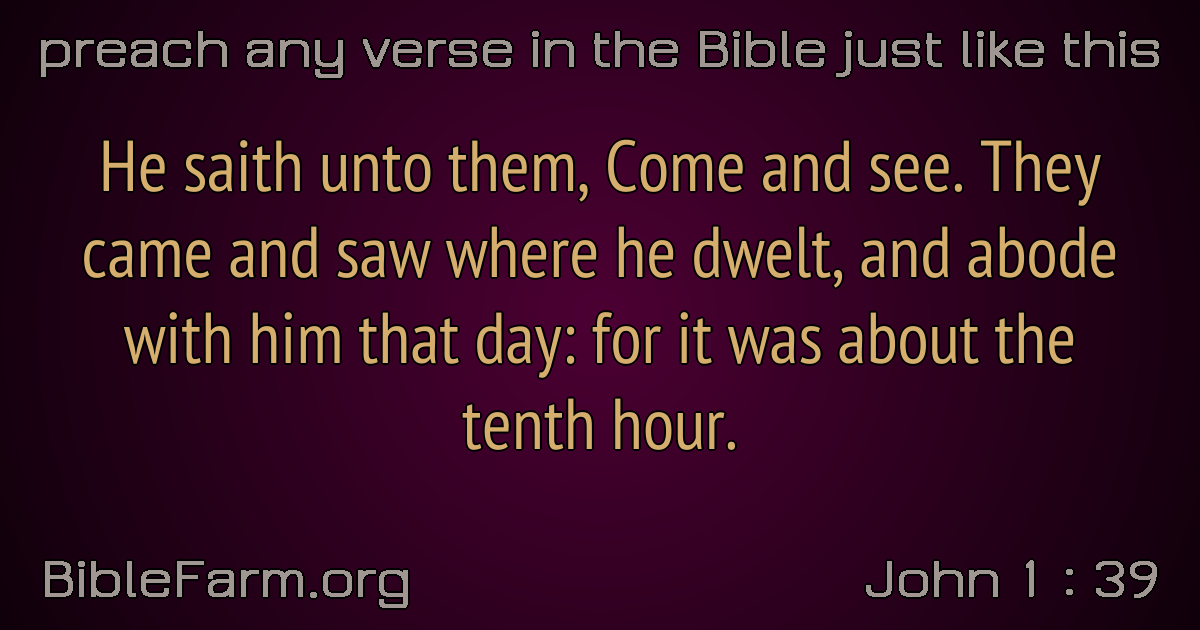 preach any verse in the Bible just like this
He saith unto them, Come and see. They
came and saw where he dwelt, and abode
with him that day: for it was about the
tenth hour.
BibleFarm.org
John 1 : 39